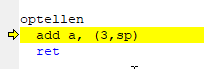 optellen
add a, (3,sp)
ret